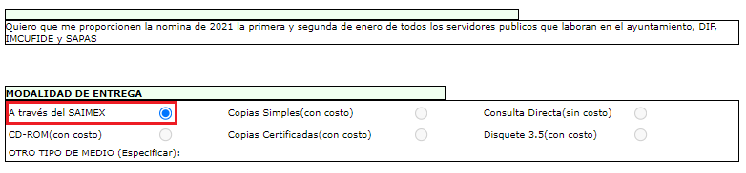 Quiero que me proporcionen la nomina de 2021 la primera y segunda de enero de todos los servidores publicos que laboran en el ayuntamiento, DIF.
IMCUFIDE y SAPAS
MODALIDAD DE ENTREGA
A través del SAIMEX Copias Simples(con costo) Consulta Directa(sin costo)
CD-ROM(con costo) Copias Certificadas(con costo) Disquete 3.5(con costo)
OTRO TIPO DE MEDIO (Especificar):